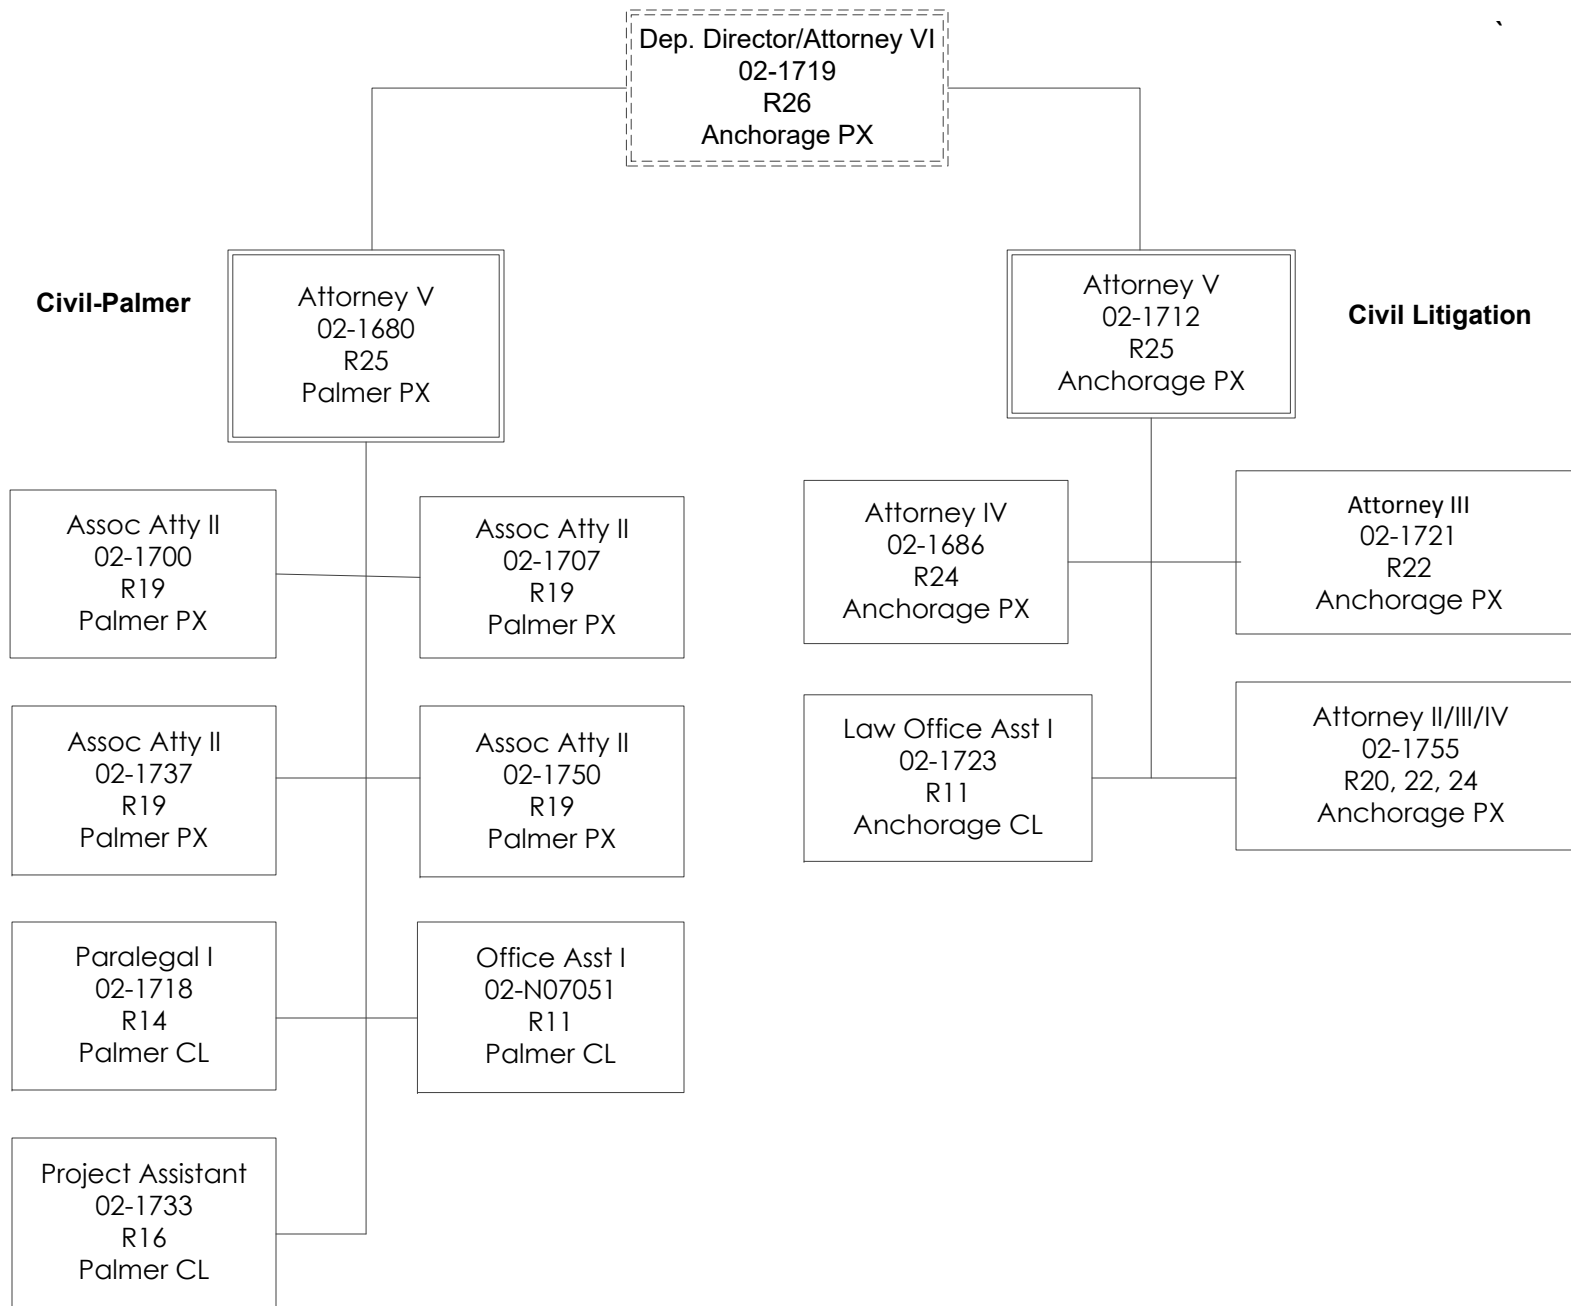 `
Dep. Director/Attorney VI
02-1719
R26
Anchorage PX
Civil-Palmer
Attorney V
02-1680
R25
Palmer PX
Attorney V
02-1712
R25
Anchorage PX
Civil Litigation
Assoc Atty II
02-1700
R19
Palmer PX
Assoc Atty II
02-1707
R19
Palmer PX
Attorney IV
02-1686
R24
Anchorage PX
Attorney III
02-1721
R22
Anchorage PX
Assoc Atty II
02-1737
R19
Palmer PX
Assoc Atty II
02-1750
R19
Palmer PX
Law Office Asst I
02-1723
R11
Anchorage CL
Attorney II/III/IV
02-1755
R20, 22, 24
Anchorage PX
Paralegal I
02-1718
R14
Palmer CL
Office Asst I
02-N07051
R11
Palmer CL
Project Assistant
02-1733
R16
Palmer CL